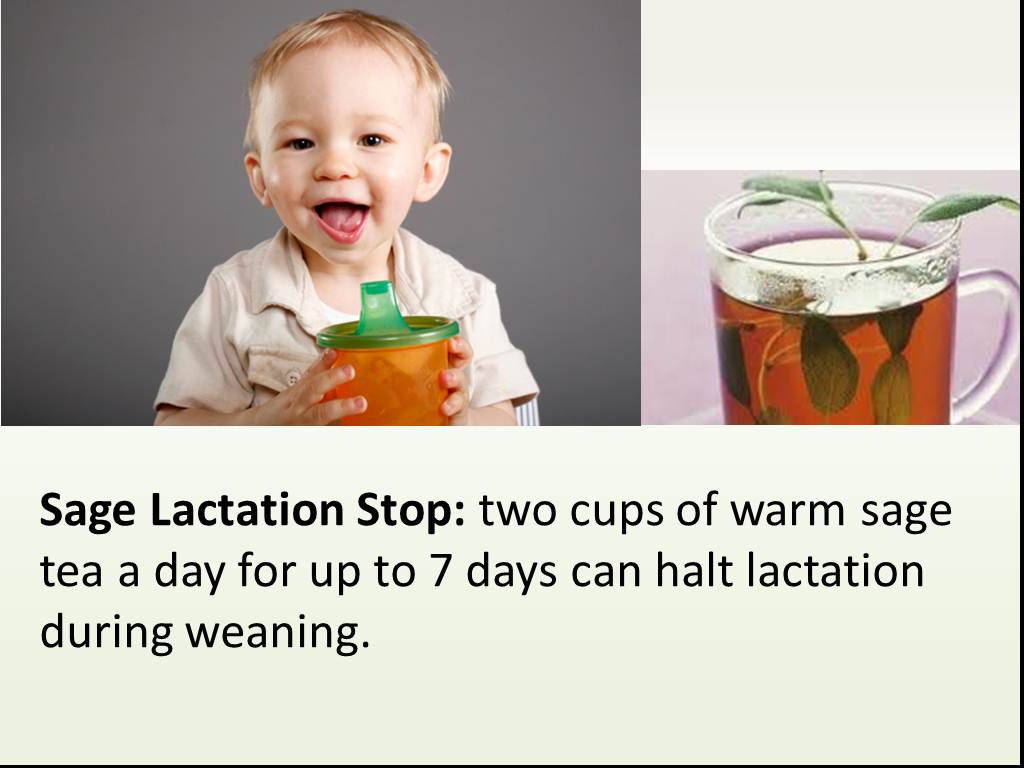 Sage Lactation Stop: two cups of warm sage
tea a day for up to 7 days can halt lactation
during weaning.